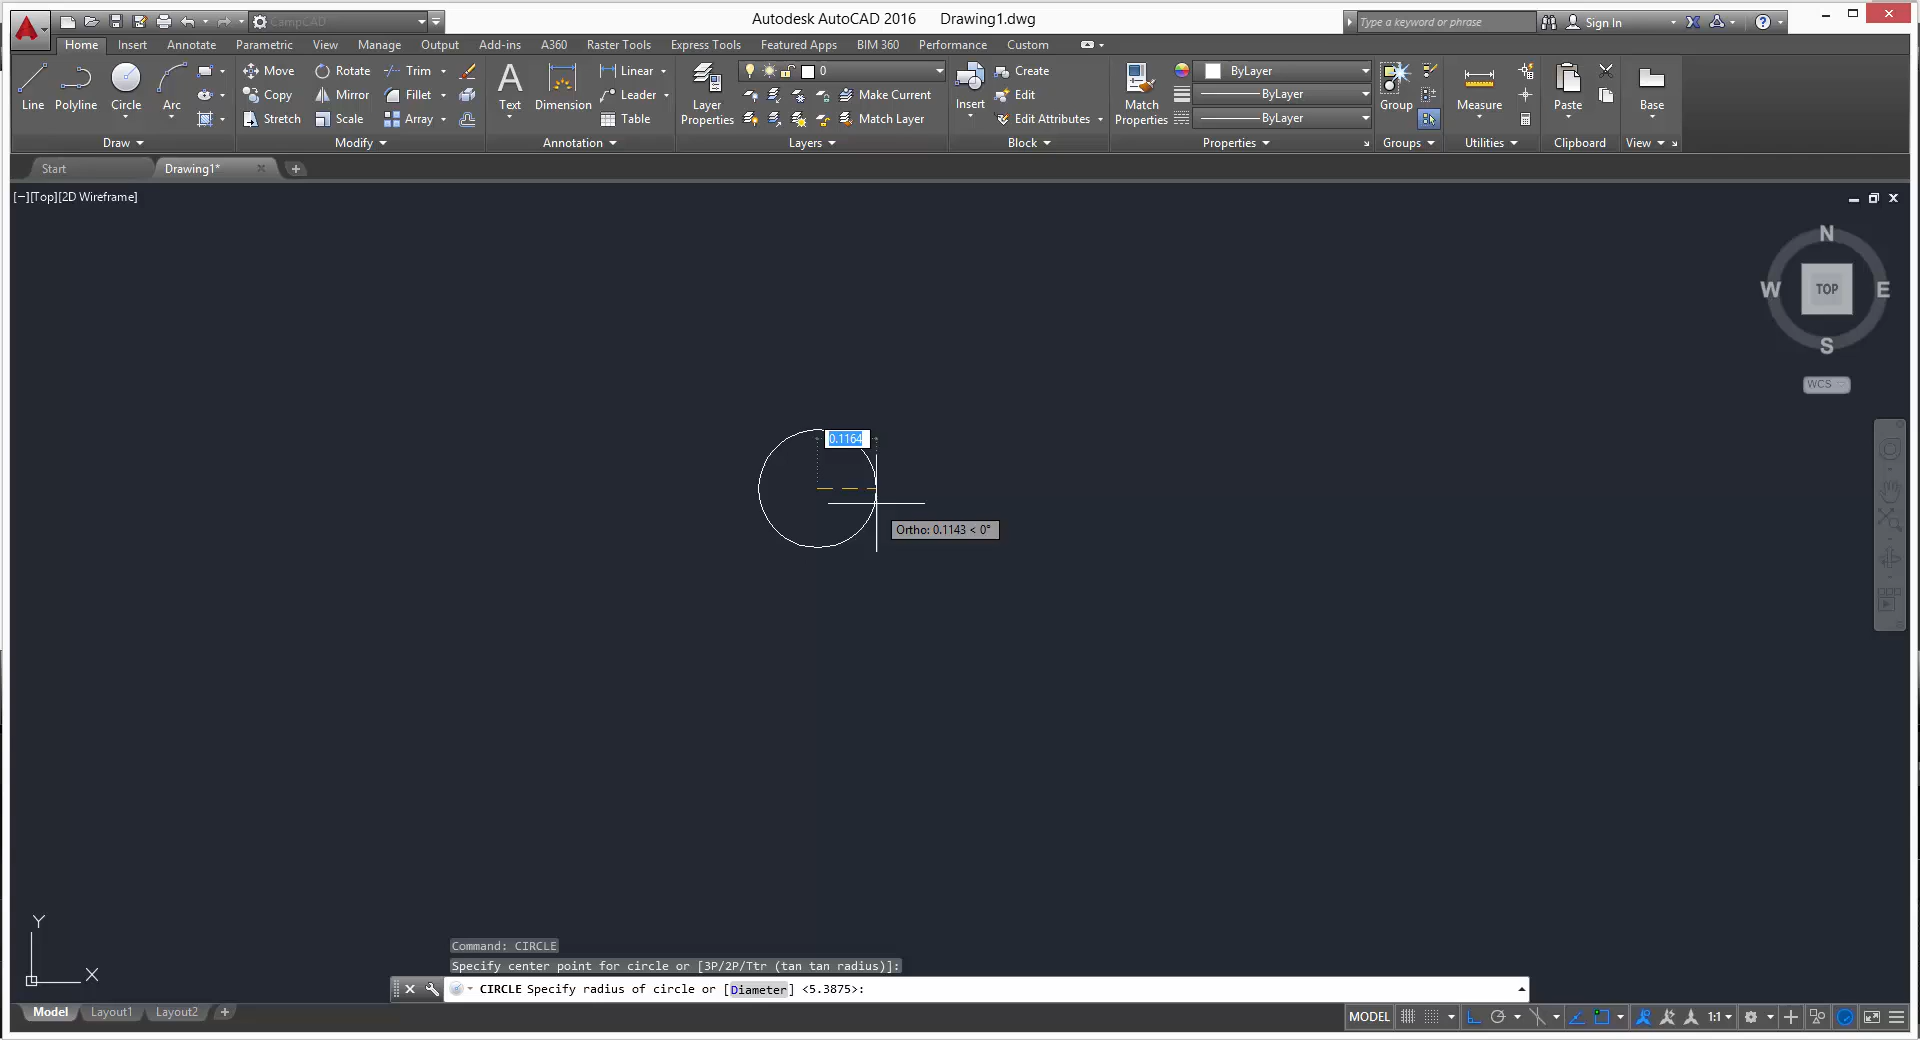 CampCAD
Autodesk AutoCAD 2016 Drawing1.dwg
Type a keyword or phrase
Sign In
Home Insert Annotate Parametric View Manage Output Add-ins A360 Raster Tools Express Tools Featured Apps BIM 360 Performance Custom
Line Polyline Circle Arc
Draw
Move Rotate Trim
Copy Mirror Fillet
Stretch Scale Array
Modify
Text Dimension
Linear
Leader
Table
Annotation
Layer Properties
0
Make Current
Match Layer
Layers
Insert
Create
Edit
Edit Attributes
Block
Match Properties
ByLayer
ByLayer
ByLayer
Properties
Group
Groups
Measure
Utilities
Paste
Clipboard
Base
View
Start Drawing1*
[−][Top][2D Wireframe]
N
W TOP E
S
WCS
0.1164
Ortho: 0.1143 < 0°
Y
X
Command: CIRCLE
Specify center point for circle or [3P/2P/Ttr (tan tan radius)]:
CIRCLE Specify radius of circle or [Diameter] <5.3875>:
Model Layout1 Layout2
MODEL 1:1